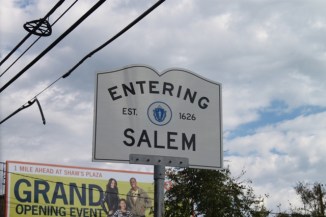 ENTERING
EST. 1626
SALEM
1 MILE AHEAD AT SHAW'S PLAZA
GRAND
OPENING EVENT